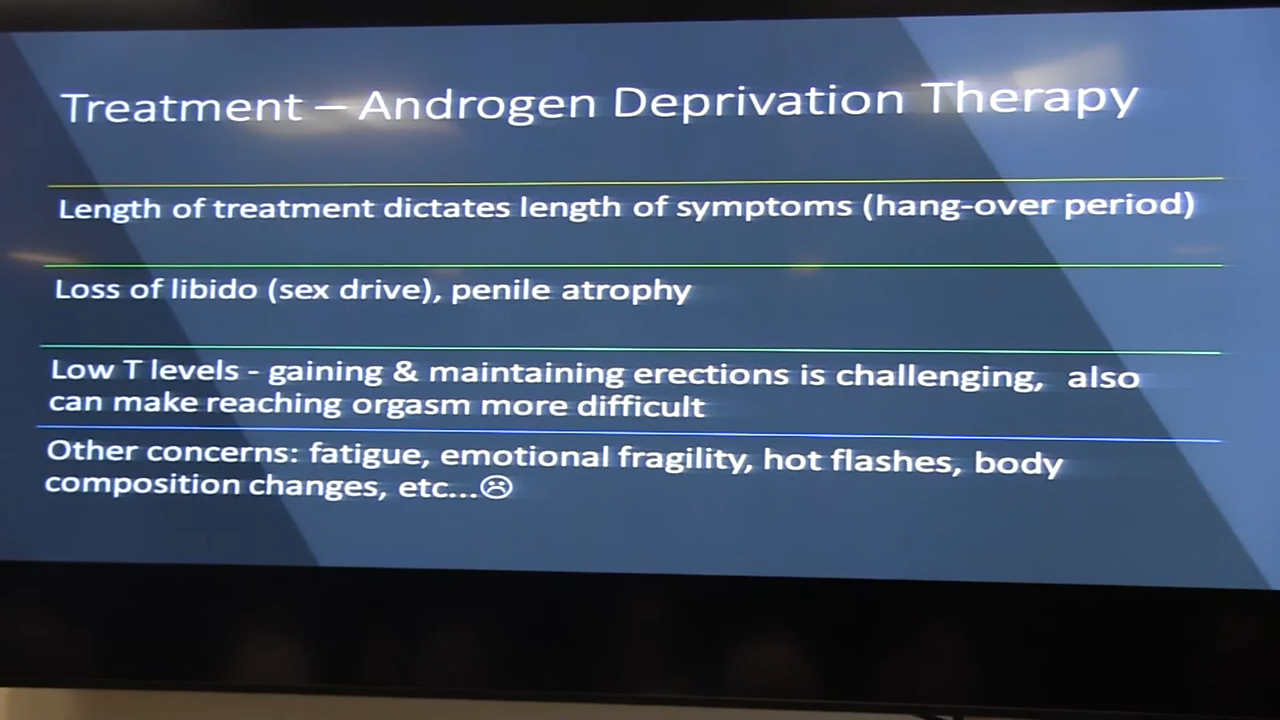 Treatment – Androgen Deprivation Therapy
Length of treatment dictates length of symptoms (hang-over period)
Loss of libido (sex drive), penile atrophy
Low T levels - gaining & maintaining erections is challenging,  also
can make reaching orgasm more difficult
Other concerns: fatigue, emotional fragility, hot flashes, body
composition changes, etc...☹